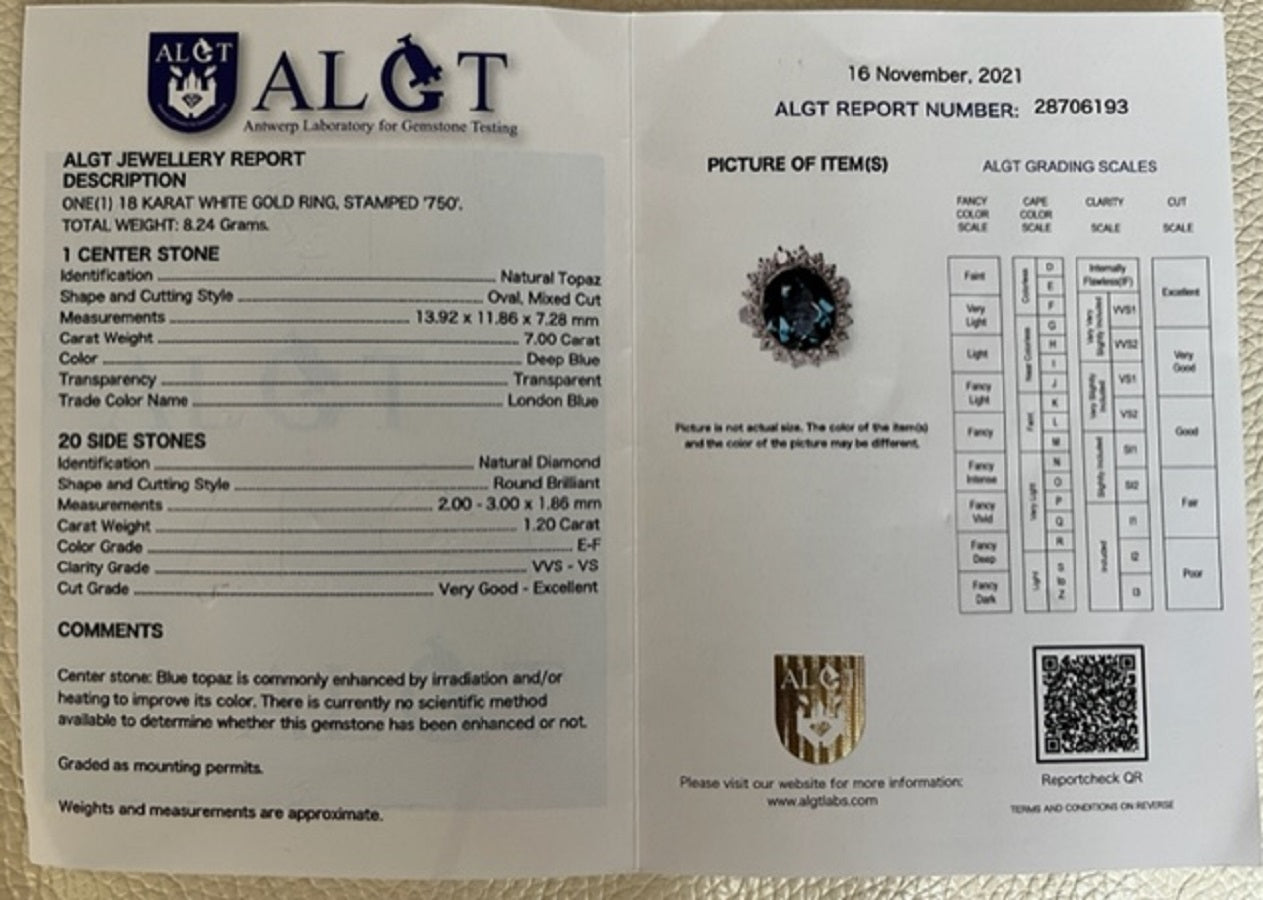 ALGT
ALGT
Antwerp Laboratory for Gemstone Testing
ALGT JEWELLERY REPORT
DESCRIPTION
ONE(1) 18 KARAT WHITE GOLD RING, STAMPED '750'.
TOTAL WEIGHT: 8.24 Grams.
1 CENTER STONE
Identification Natural Topaz
Shape and Cutting Style Oval, Mixed Cut
Measurements 13.92 x 11.86 x 7.28 mm
Carat Weight 7.00 Carat
Color Deep Blue
Transparency Transparent
Trade Color Name London Blue
20 SIDE STONES
Identification Natural Diamond
Shape and Cutting Style Round Brilliant
Measurements 2.00 - 3.00 x 1.86 mm
Carat Weight 1.20 Carat
Color Grade E-F
Clarity Grade VVS - VS
Cut Grade Very Good - Excellent
COMMENTS
Center stone: Blue topaz is commonly enhanced by irradiation and/or
heating to improve its color. There is currently no scientific method
available to determine whether this gemstone has been enhanced or not.
Graded as mounting permits.
Weights and measurements are approximate.
16 November, 2021
ALGT REPORT NUMBER: 28706193
PICTURE OF ITEM(S)
Picture is not actual size. The color of the item(s)
and the color of the picture may be different.
ALGT GRADING SCALES
FANCY
COLOR
SCALE
Faint
Very
Light
Light
Fancy
Light
Fancy
Fancy
Intense
Fancy
Vivid
Fancy
Deep
Fancy
Dark
CAPE
COLOR
SCALE
Colorless
Near Colorless
Faint
Very Light
Light
D
E
F
G
H
I
J
K
L
M
N
O
P
Q
R
S
to
Z
CLARITY
SCALE
Internally
Flawless(IF)
Very Very
Slightly Included
VVS1
VVS2
Very Slightly
Included
VS1
VS2
Slightly Included
SI1
SI2
Included
I1
I2
I3
CUT
SCALE
Excellent
Very
Good
Good
Fair
Poor
ALGT
Please visit our website for more information:
www.algtlabs.com
Reportcheck QR
TERMS AND CONDITIONS ON REVERSE